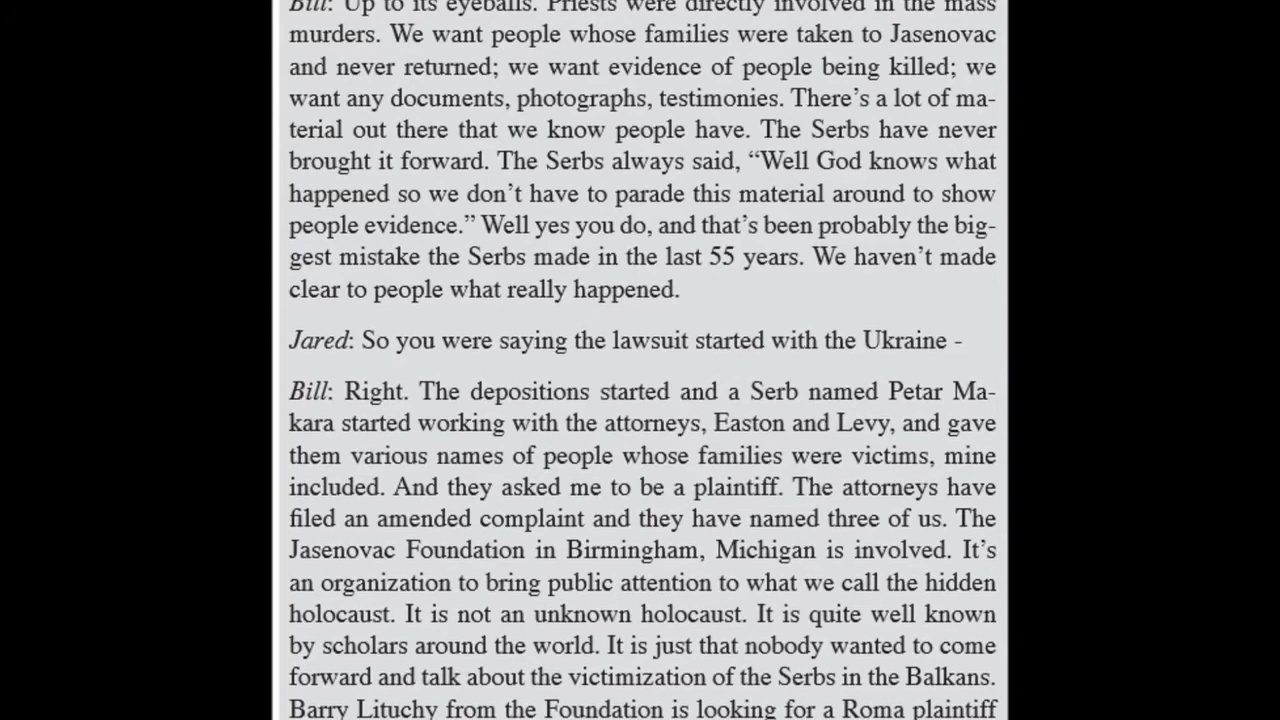 Bill: Up to its eyeballs. Priests were directly involved in the mass
murders. We want people whose families were taken to Jasenovac
and never returned; we want evidence of people being killed; we
want any documents, photographs, testimonies. There’s a lot of ma-
terial out there that we know people have. The Serbs have never
brought it forward. The Serbs always said, “Well God knows what
happened so we don’t have to parade this material around to show
people evidence.” Well yes you do, and that’s been probably the big-
gest mistake the Serbs made in the last 55 years. We haven’t made
clear to people what really happened.
Jared: So you were saying the lawsuit started with the Ukraine -
Bill: Right. The depositions started and a Serb named Petar Ma-
kara started working with the attorneys, Easton and Levy, and gave
them various names of people whose families were victims, mine
included. And they asked me to be a plaintiff. The attorneys have
filed an amended complaint and they have named three of us. The
Jasenovac Foundation in Birmingham, Michigan is involved. It’s
an organization to bring public attention to what we call the hidden
holocaust. It is not an unknown holocaust. It is quite well known
by scholars around the world. It is just that nobody wanted to come
forward and talk about the victimization of the Serbs in the Balkans.
Barry Lituchy from the Foundation is looking for a Roma plaintiff